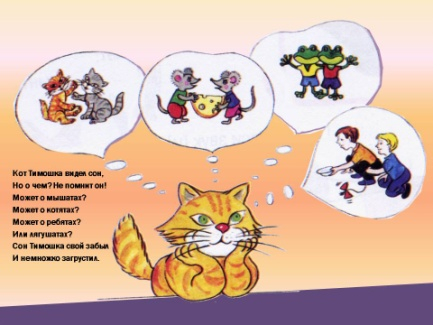 Кот Тимошка видел сон,
Но о чем? Не помнит он!
Может о мышатах?
Может о котятах?
Может о ребятах?
Или лягушатах?
Сон Тимошка свой забыл
И немножко загрустил.